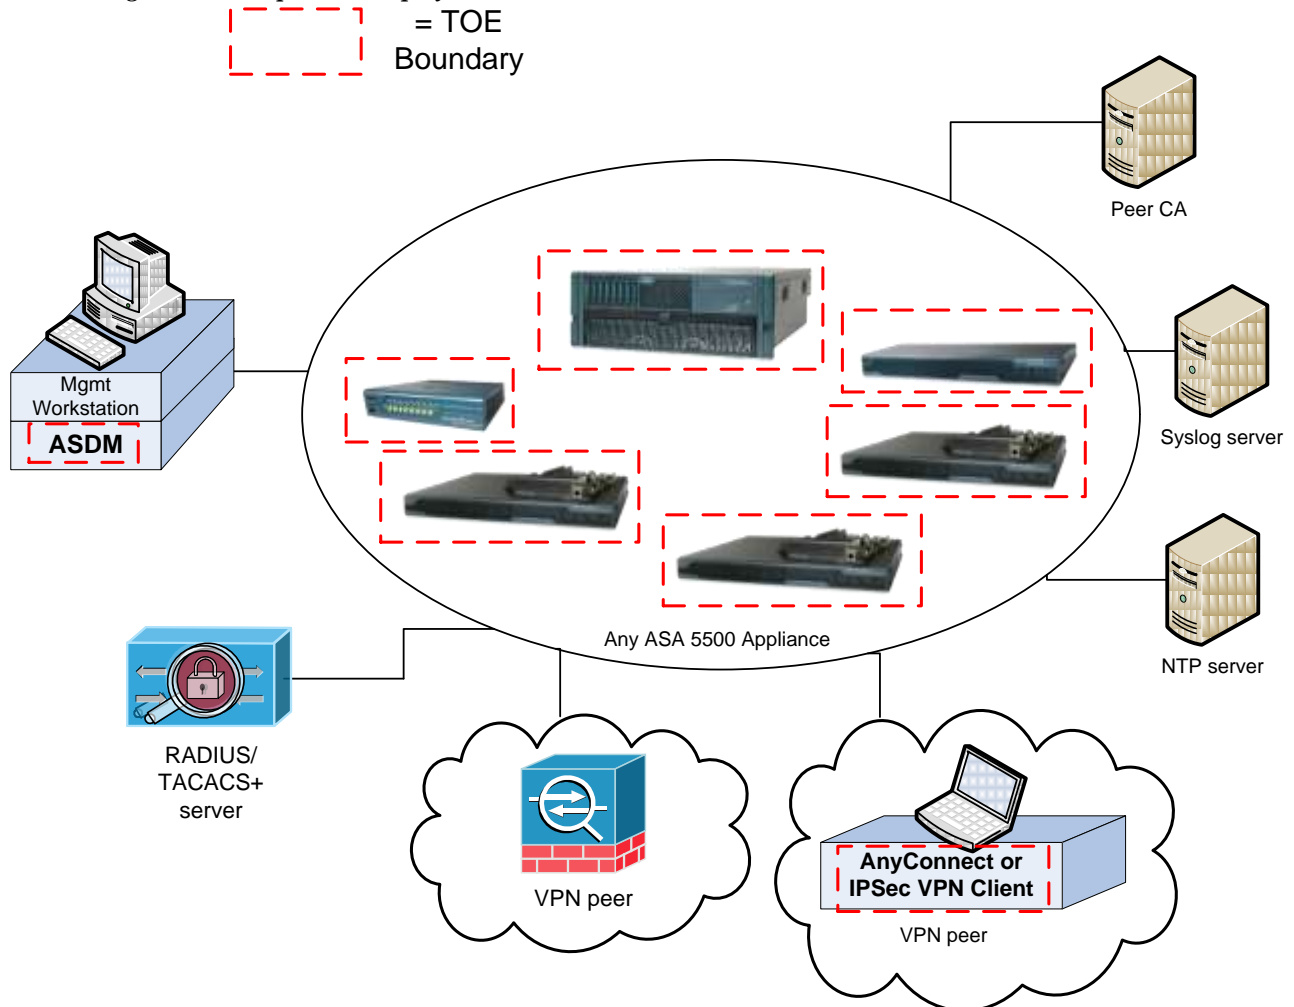 = TOE
Boundary
Peer CA
Mgmt
Workstation
ASDM
Syslog server
Any ASA 5500 Appliance
NTP server
RADIUS/
TACACS+
server
VPN peer
AnyConnect or
IPSec VPN Client
VPN peer